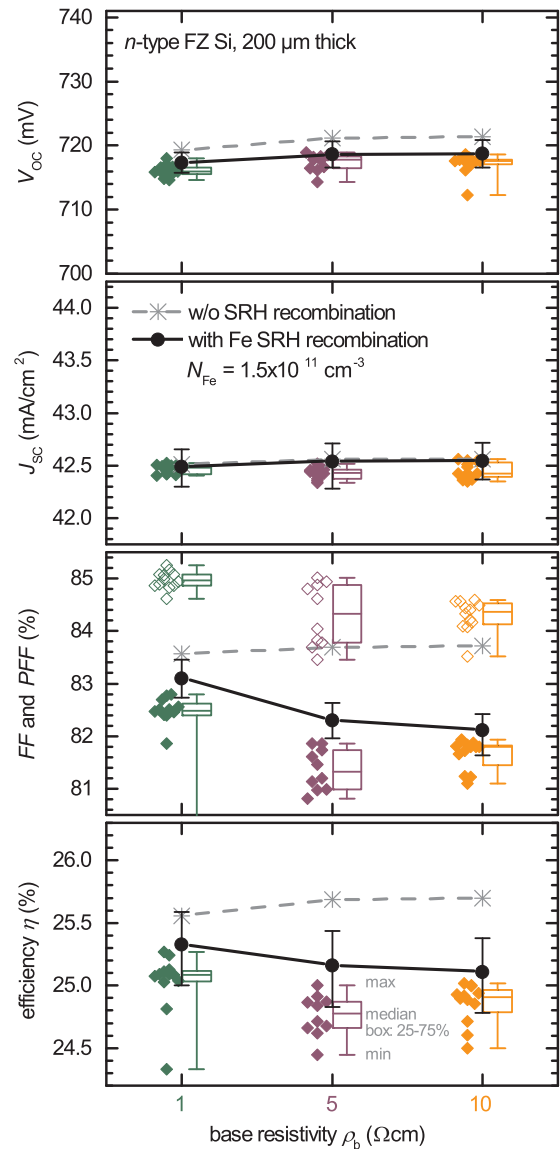 740
n-type FZ Si, 200 µm thick
720
710
700
V_OC (mV)
44.0
w/o SRH recombination
43.5
with Fe SRH recombination
N_Fe = 1.5x10^11 cm^-3
43.0
42.5
42.0
J_SC (mA/cm²)
85
84
83
82
81
FF and PFF (%)
26.0
25.5
25.0
24.5
efficiency η (%)
max
median
box: 25-75%
min
1 5 10
base resistivity ρ_b (Ωcm)